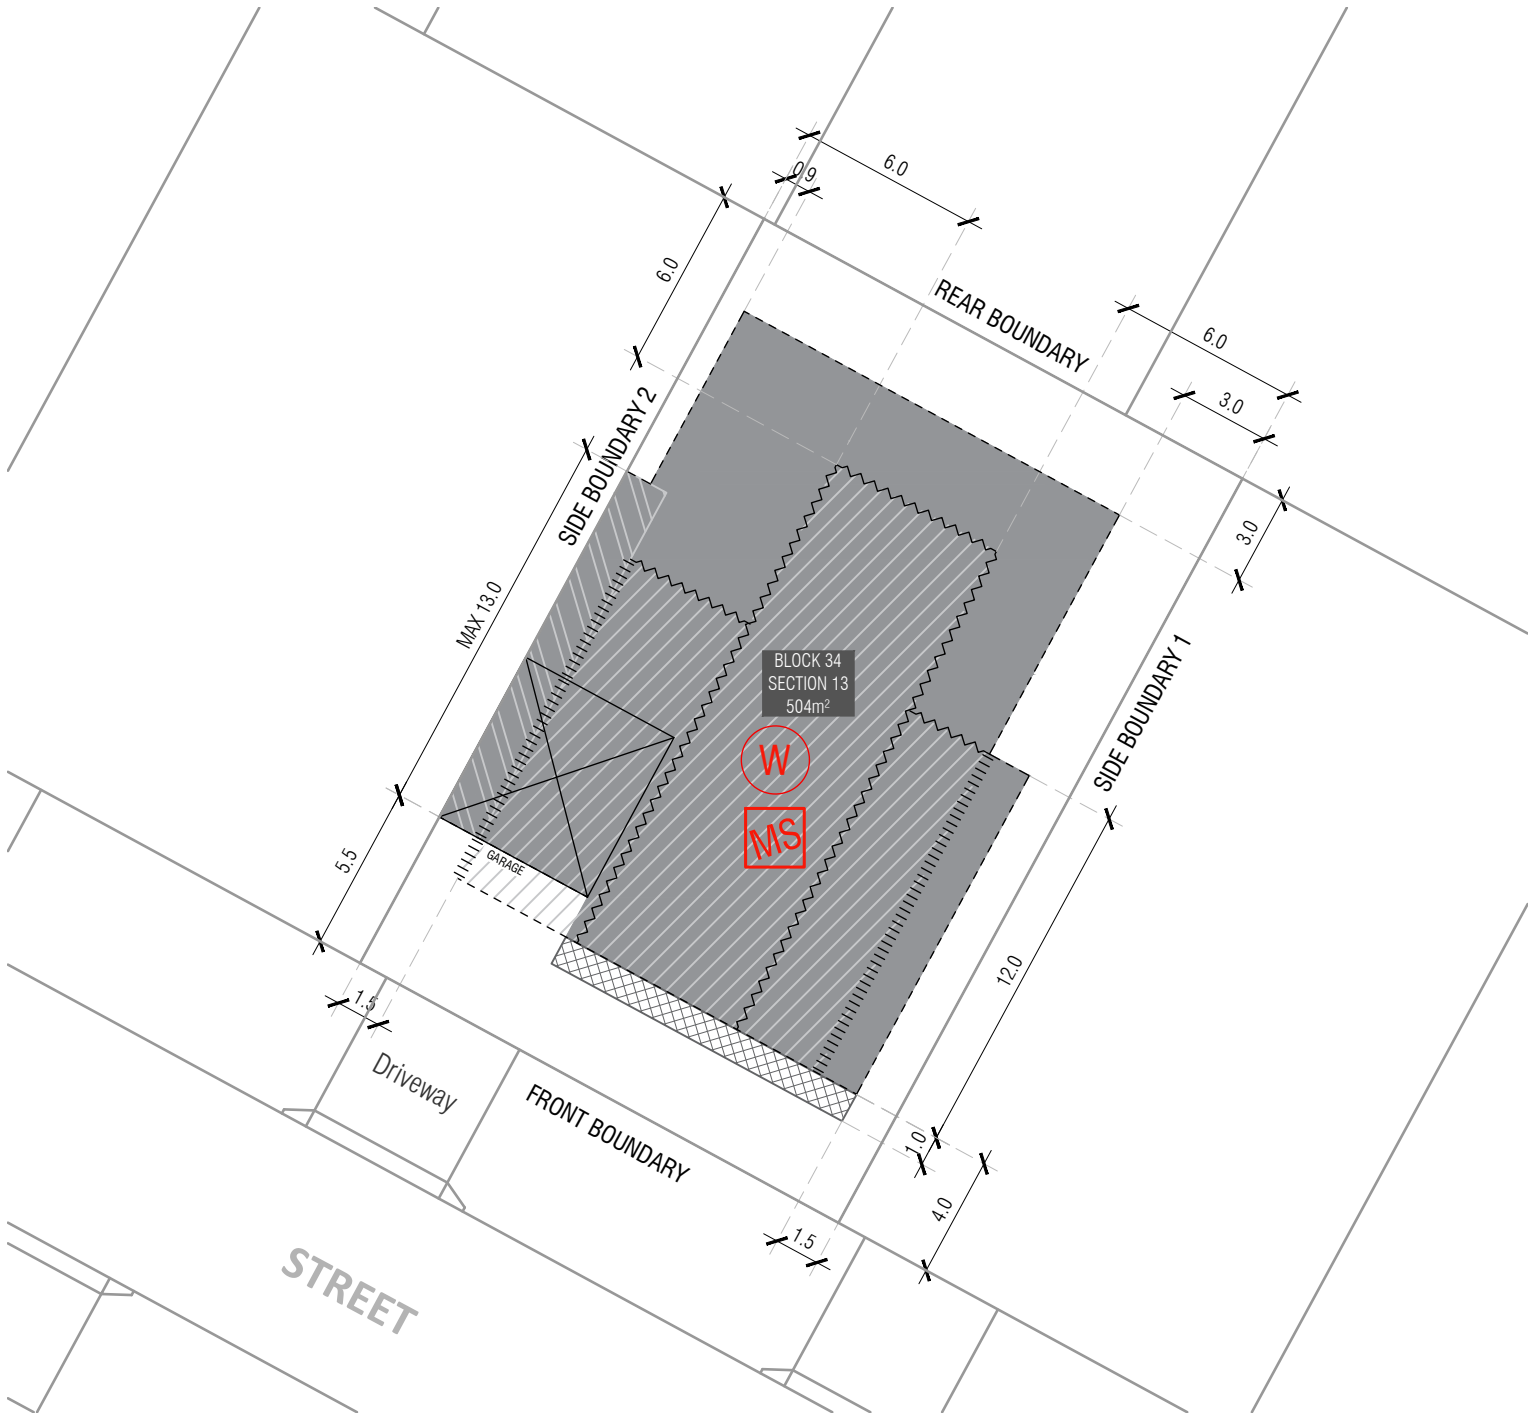 6.0
0.9
6.0
REAR BOUNDARY
6.0
3.0
SIDE BOUNDARY 2
3.0
MAX 13.0
BLOCK 34
SECTION 13
504m²
SIDE BOUNDARY 1
W
MS
GARAGE
5.5
12.0
1.5
Driveway
FRONT BOUNDARY
1.0
4.0
1.5
STREET